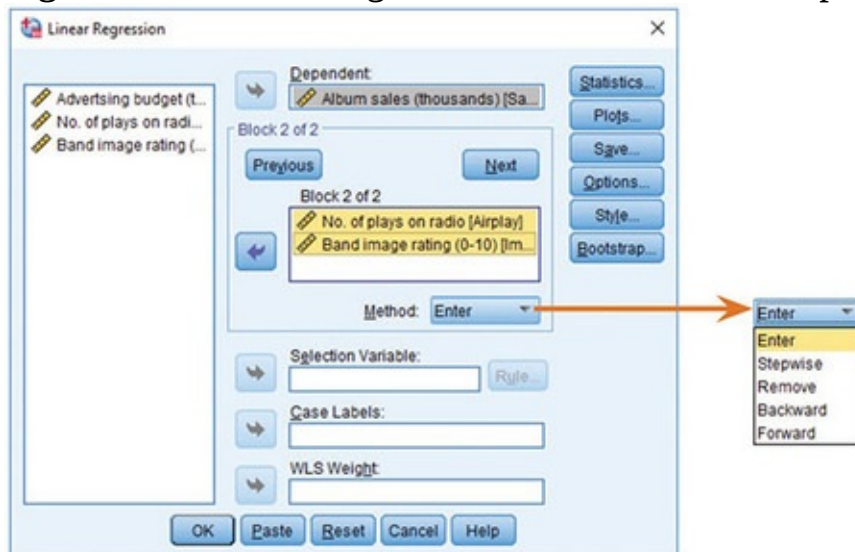 Linear Regression
Dependent:
Album sales (thousands) [Sa...
Advertsing budget (t...
No. of plays on radi...
Band image rating (...
Block 2 of 2
Previous
Next
Block 2 of 2
No. of plays on radio [Airplay]
Band image rating (0-10) [Im...
Method: Enter
Selection Variable:
Rule...
Case Labels:
WLS Weight:
OK Paste Reset Cancel Help
Statistics...
Plots...
Save...
Options...
Style...
Bootstrap...
Enter
Enter
Stepwise
Remove
Backward
Forward